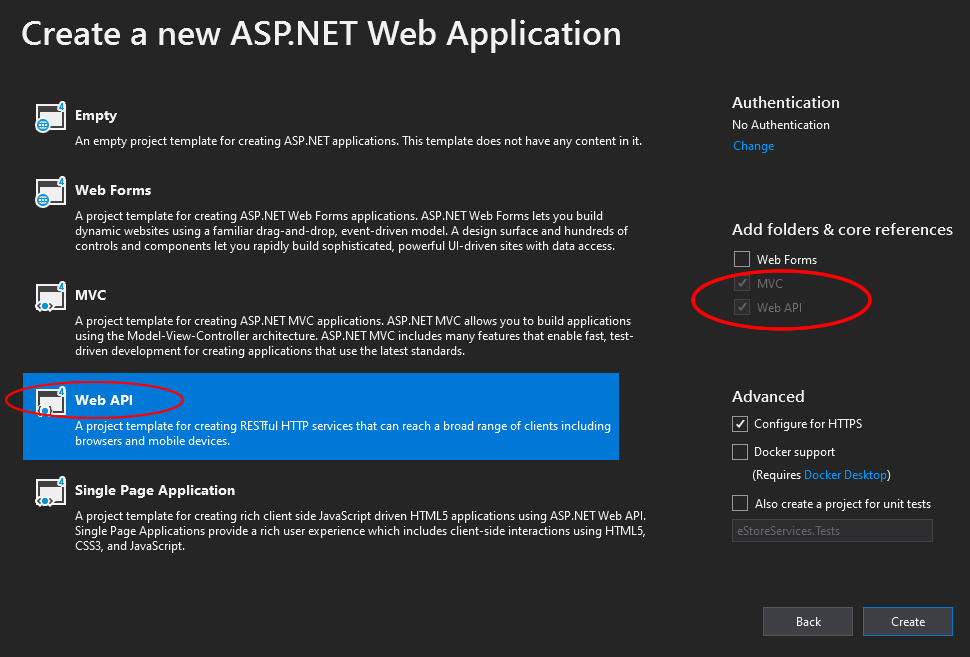 Create a new ASP.NET Web Application
4
Empty
An empty project template for creating ASP.NET applications. This template does not have any content in it.
4
Web Forms
A project template for creating ASP.NET Web Forms applications. ASP.NET Web Forms lets you build
dynamic websites using a familiar drag-and-drop, event-driven model. A design surface and hundreds of
controls and components let you rapidly build sophisticated, powerful UI-driven sites with data access.
4
MVC
A project template for creating ASP.NET MVC applications. ASP.NET MVC allows you to build applications
using the Model-View-Controller architecture. ASP.NET MVC includes many features that enable fast, test-
driven development for creating applications that use the latest standards.
4
Web API
A project template for creating RESTful HTTP services that can reach a broad range of clients including
browsers and mobile devices.
4
Single Page Application
A project template for creating rich client side JavaScript driven HTML5 applications using ASP.NET Web API.
Single Page Applications provide a rich user experience which includes client-side interactions using HTML5,
CSS3, and JavaScript.
Authentication
No Authentication
Change
Add folders & core references
Web Forms
MVC
Web API
Advanced
Configure for HTTPS
Docker support
(Requires Docker Desktop)
Also create a project for unit tests
eStoreServices.Tests
Back
Create